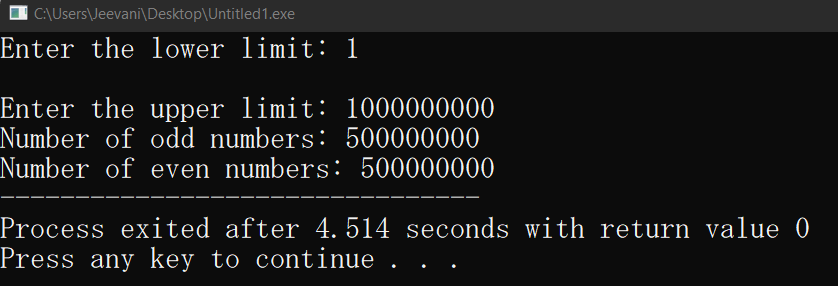 C:\Users\Jeevani\Desktop\Untitled1.exe
Enter the lower limit: 1
Enter the upper limit: 1000000000
Number of odd numbers: 500000000
Number of even numbers: 500000000
--------------------------------
Process exited after 4.514 seconds with return value 0
Press any key to continue . . .